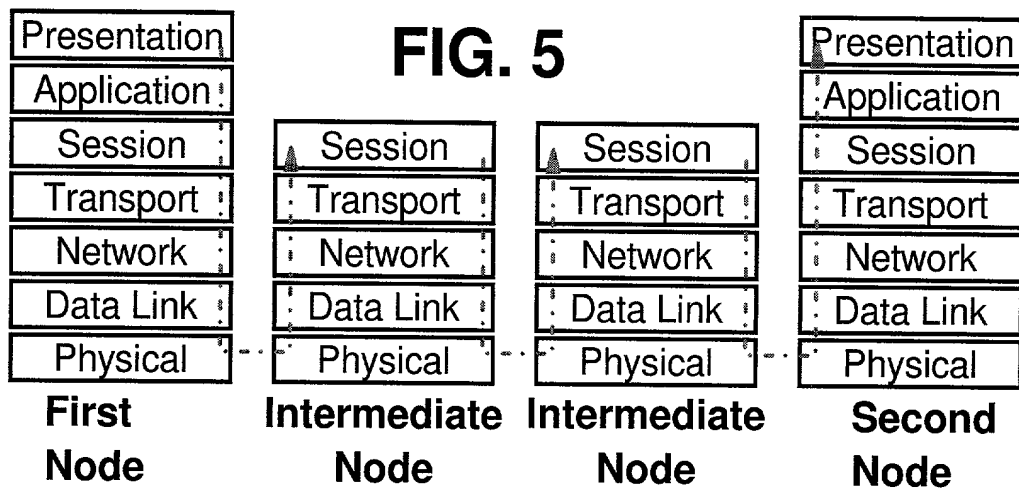 FIG. 5
Presentation
Application
Session
Transport
Network
Data Link
Physical
First
Node
Session
Transport
Network
Data Link
Physical
Intermediate
Node
Session
Transport
Network
Data Link
Physical
Intermediate
Node
Presentation
Application
Session
Transport
Network
Data Link
Physical
Second
Node